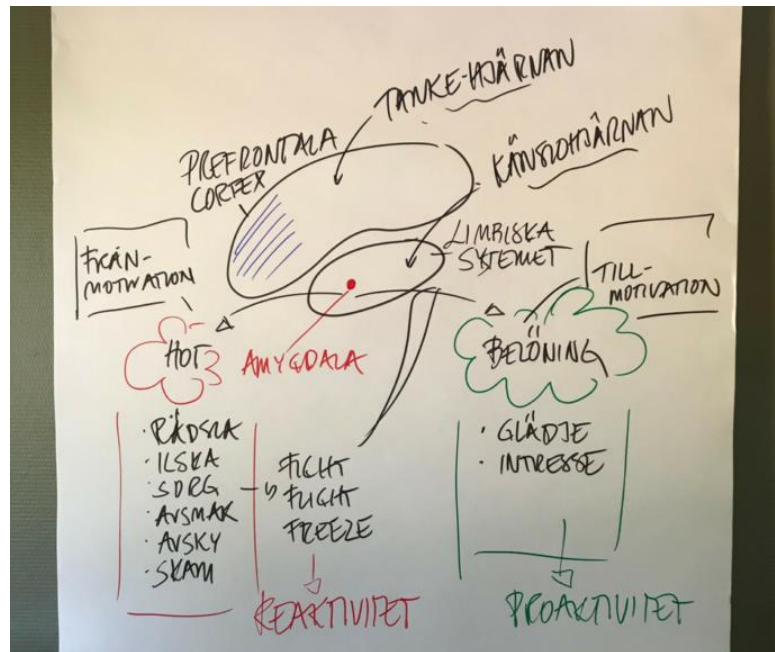 TANKE-HJÄRNAN
PREFRONTALA
CORTEX
KÄNSLOHJÄRNAN
LIMBISKA
SYTEMET
FRÅN-
MOTIVATION
TILL-
MOTIVATION
HOT
AMYGDALA
BELÖNING
· RÄDSLA
· ILSKA
· SORG
· AVSMAK
· AVSKY
· SKAM
FIGHT
FLIGHT
FREEZE
· GLÄDJE
· INTRESSE
REAKTIVITET
PROAKTIVITET